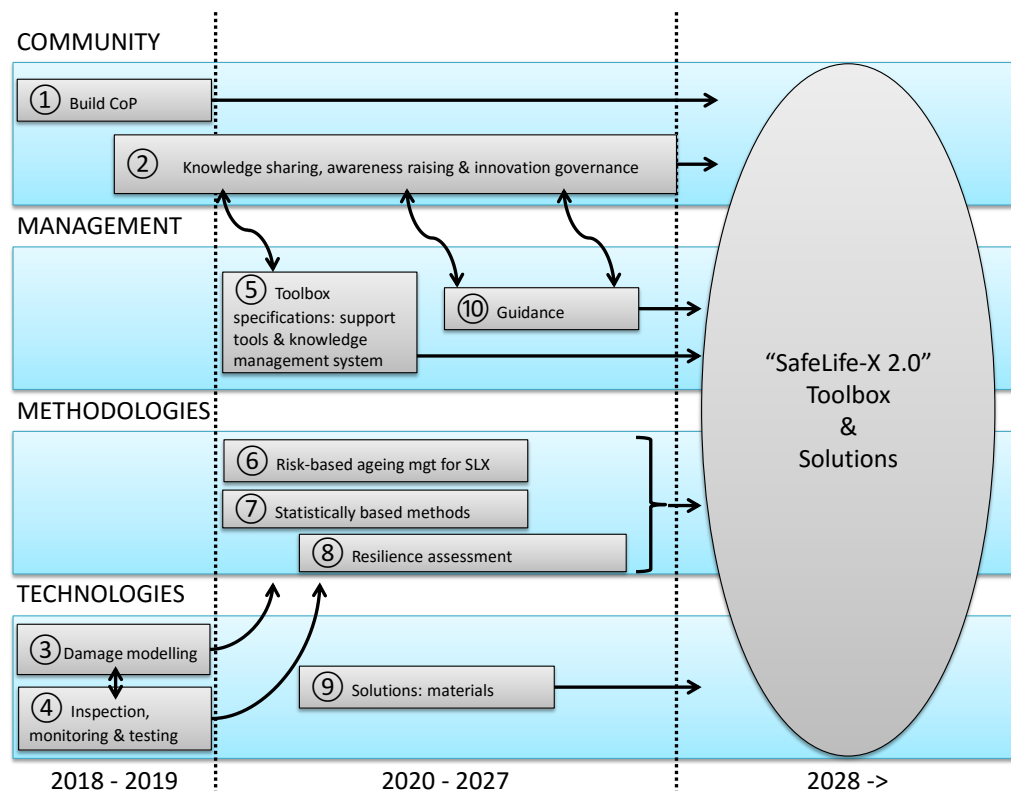 COMMUNITY
① Build CoP
② Knowledge sharing, awareness raising & innovation governance
MANAGEMENT
⑤ Toolbox
specifications: support
tools & knowledge
management system
⑩ Guidance
METHODOLOGIES
⑥ Risk-based ageing mgt for SLX
⑦ Statistically based methods
⑧ Resilience assessment
TECHNOLOGIES
③ Damage modelling
④ Inspection,
monitoring & testing
⑨ Solutions: materials
“SafeLife-X 2.0”
Toolbox
&
Solutions
2018 - 2019
2020 - 2027
2028 ->